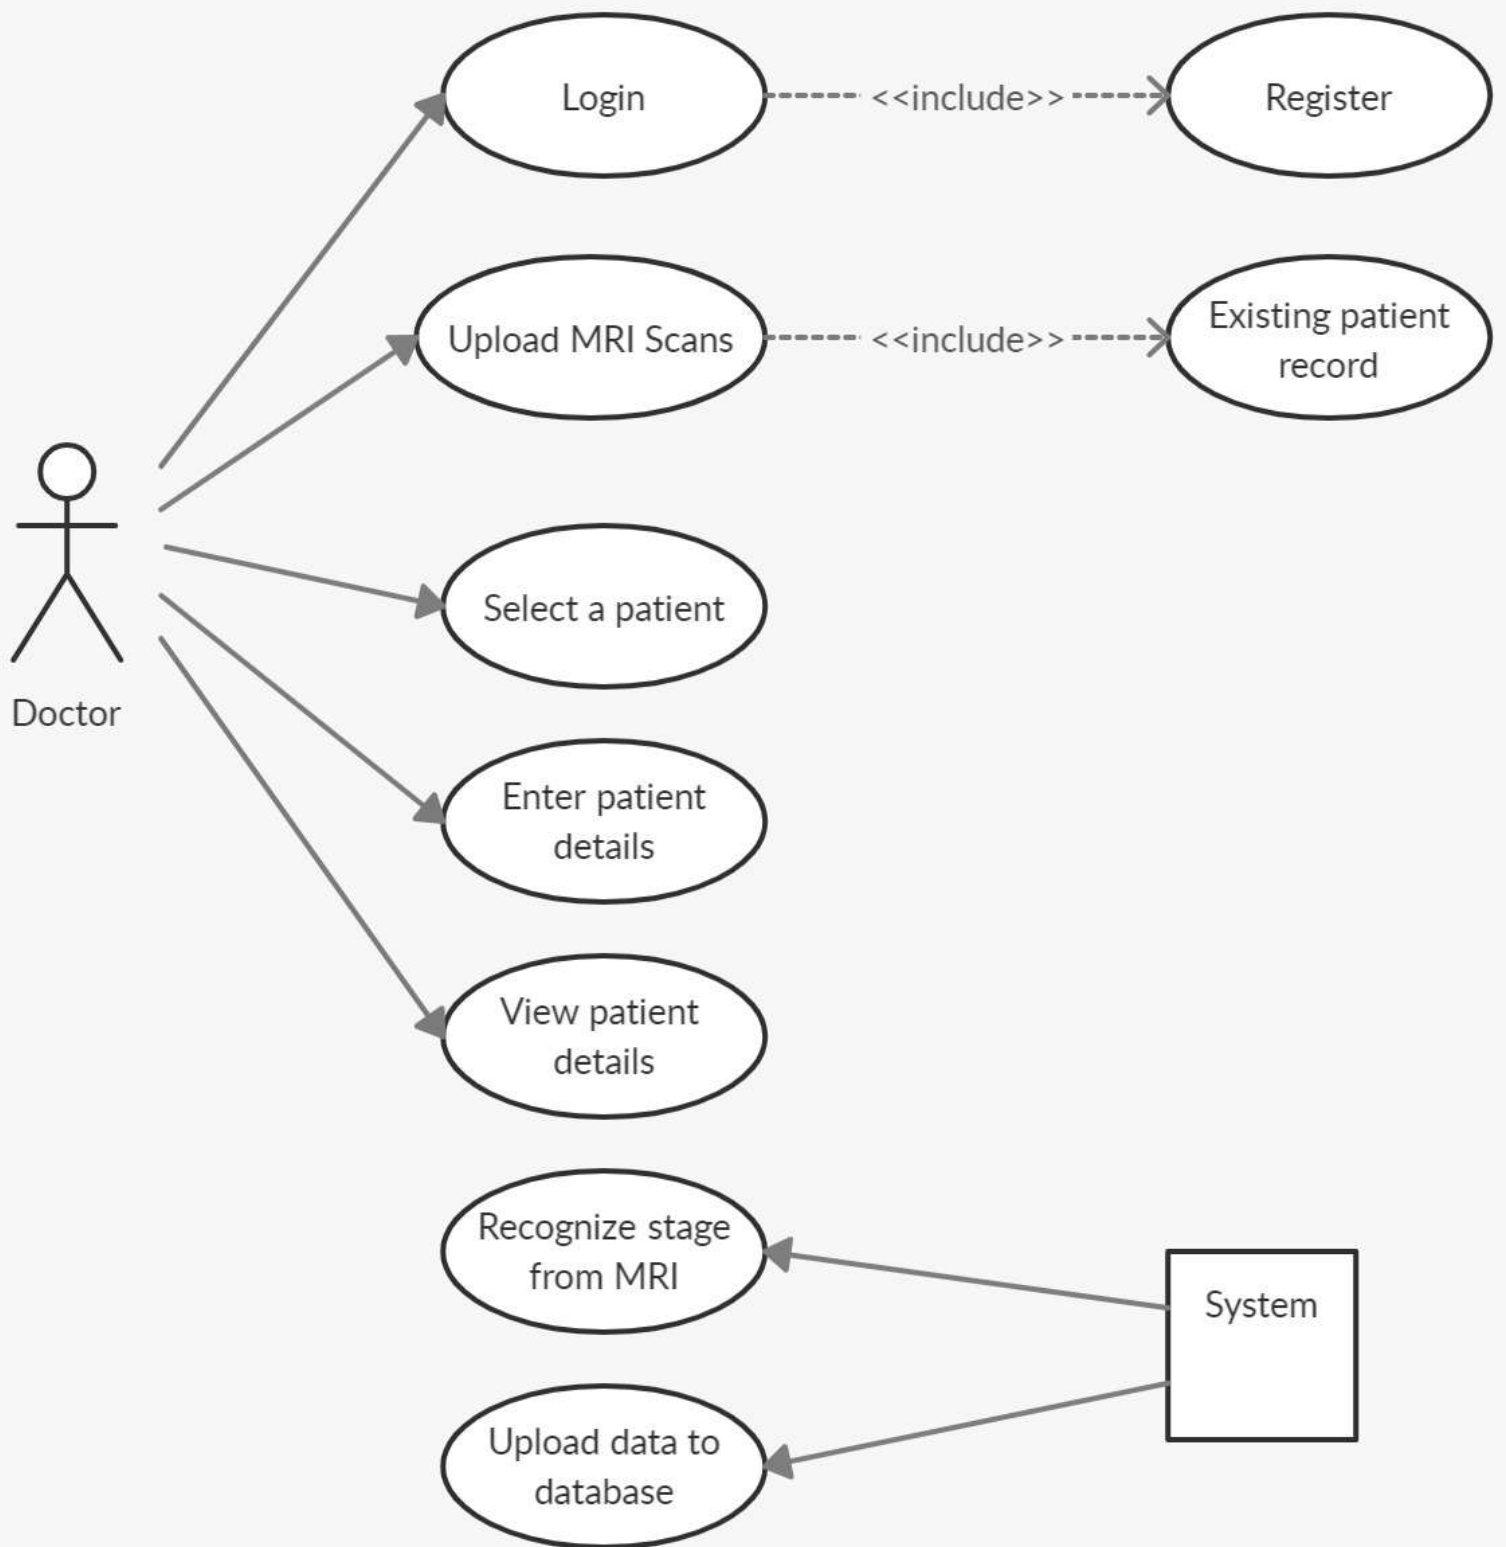 Login
<<include>>
Register
Upload MRI Scans
<<include>>
Existing patient
record
Select a patient
Doctor
Enter patient
details
View patient
details
Recognize stage
from MRI
System
Upload data to
database